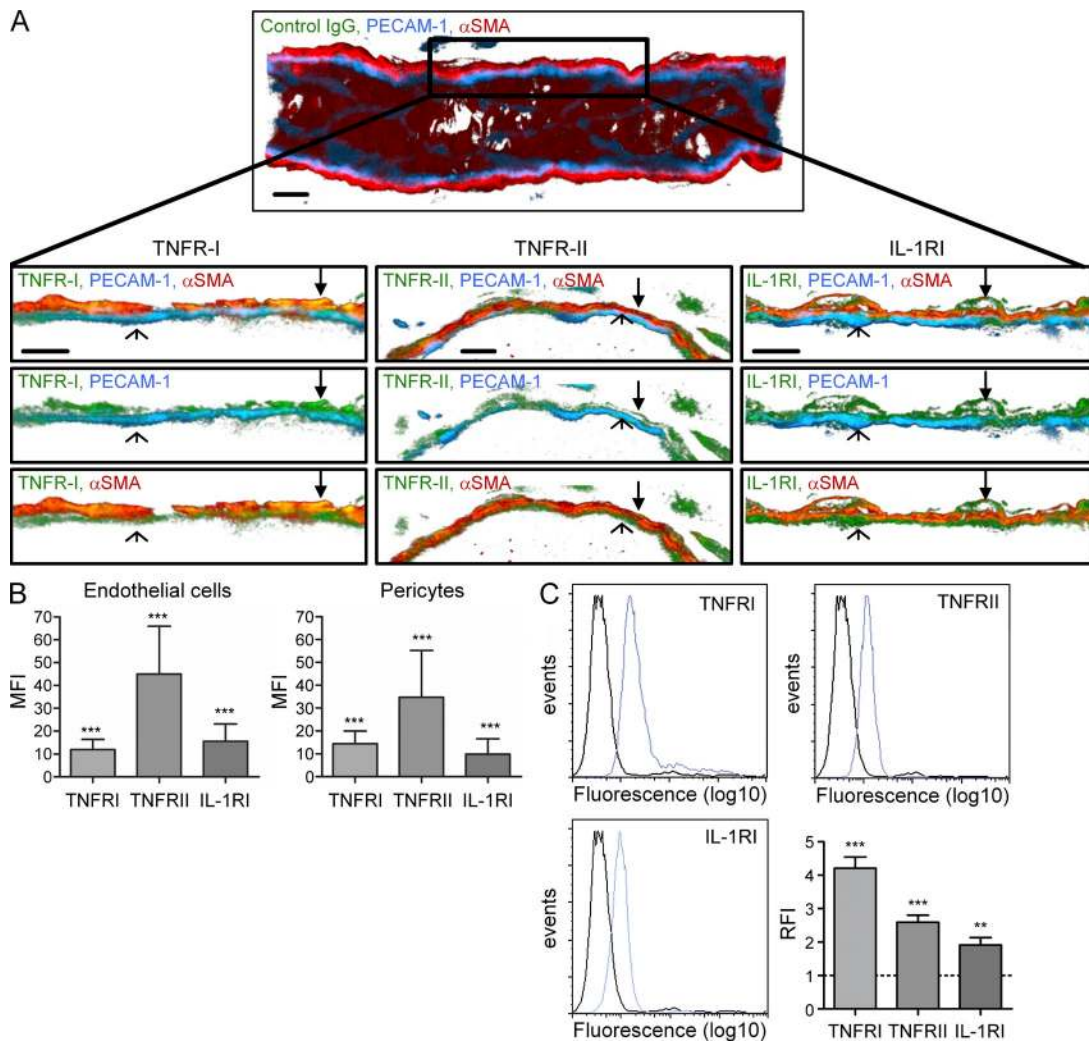 A
Control IgG, PECAM-1, αSMA
TNFR-I
TNFR-II
IL-1RI
TNFR-I, PECAM-1, αSMA
TNFR-II, PECAM-1, αSMA
IL-1RI, PECAM-1, αSMA
TNFR-I, PECAM-1
TNFR-II, PECAM-1
IL-1RI, PECAM-1
TNFR-I, αSMA
TNFR-II, αSMA
IL-1RI, αSMA
B
Endothelial cells
MFI
70
60
50
40
30
20
10
0
***
***
***
TNFRI TNFRII IL-1RI
Pericytes
MFI
70
60
50
40
30
20
10
0
***
***
***
TNFRI TNFRII IL-1RI
C
TNFRI
events
Fluorescence (log10)
TNFRII
events
Fluorescence (log10)
IL-1RI
events
Fluorescence (log10)
RFI
5
4
3
2
1
0
***
***
**
TNFRI TNFRII IL-1RI